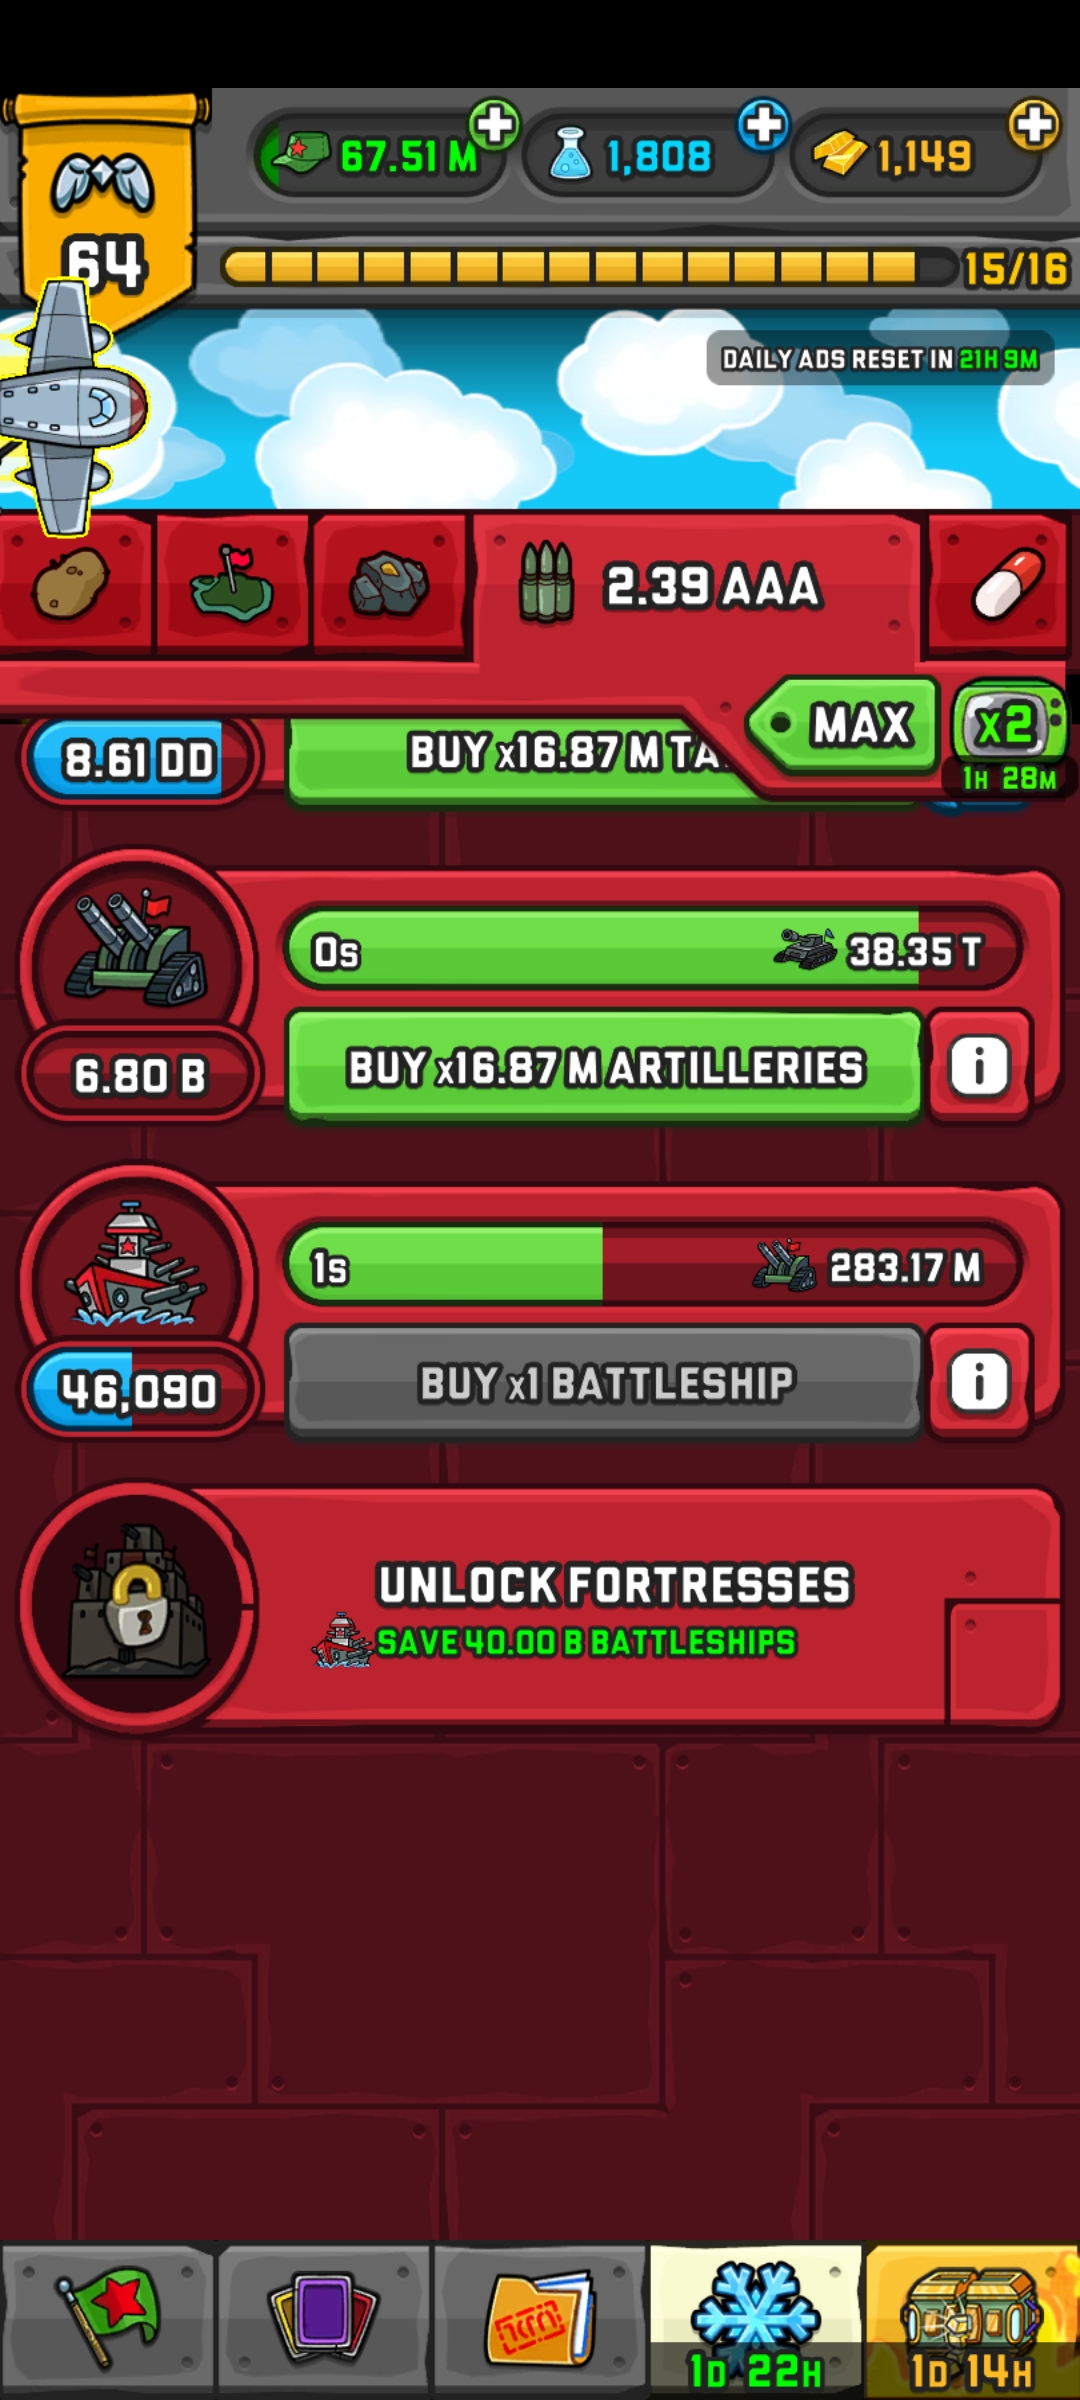 67.51 M
1,808
1,149
64
15/16
DAILY ADS RESET IN 21H 9M
2.39 AAA
MAX
x2
1H 28M
8.61 DD
BUY x16.87 M TA
0s
38.35 T
6.80 B
BUY x16.87 M ARTILLERIES
i
1s
283.17 M
46,090
BUY x1 BATTLESHIP
i
UNLOCK FORTRESSES
SAVE 40.00 B BATTLESHIPS
1D 22H
1D 14H